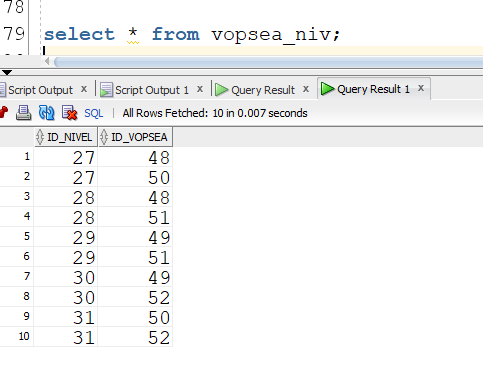 78
79 select * from vopsea_niv;
Script Output x Script Output 1 x Query Result x Query Result 1 x
SQL | All Rows Fetched: 10 in 0.007 seconds
ID_NIVEL ID_VOPSEA
1 27 48
2 27 50
3 28 48
4 28 51
5 29 49
6 29 51
7 30 49
8 30 52
9 31 50
10 31 52